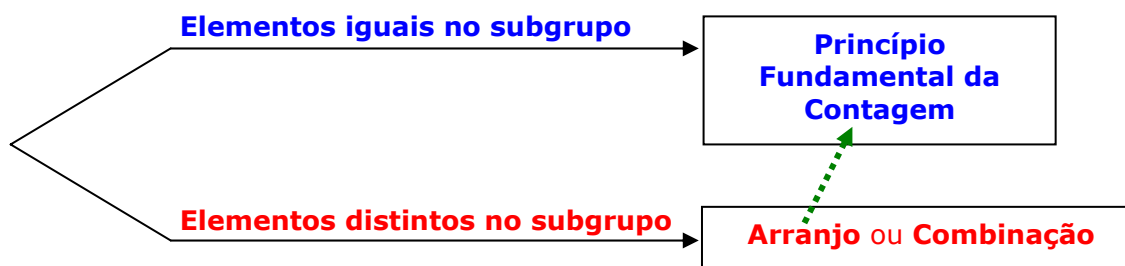 Elementos iguais no subgrupo
Princípio
Fundamental da
Contagem
Elementos distintos no subgrupo
Arranjo ou Combinação